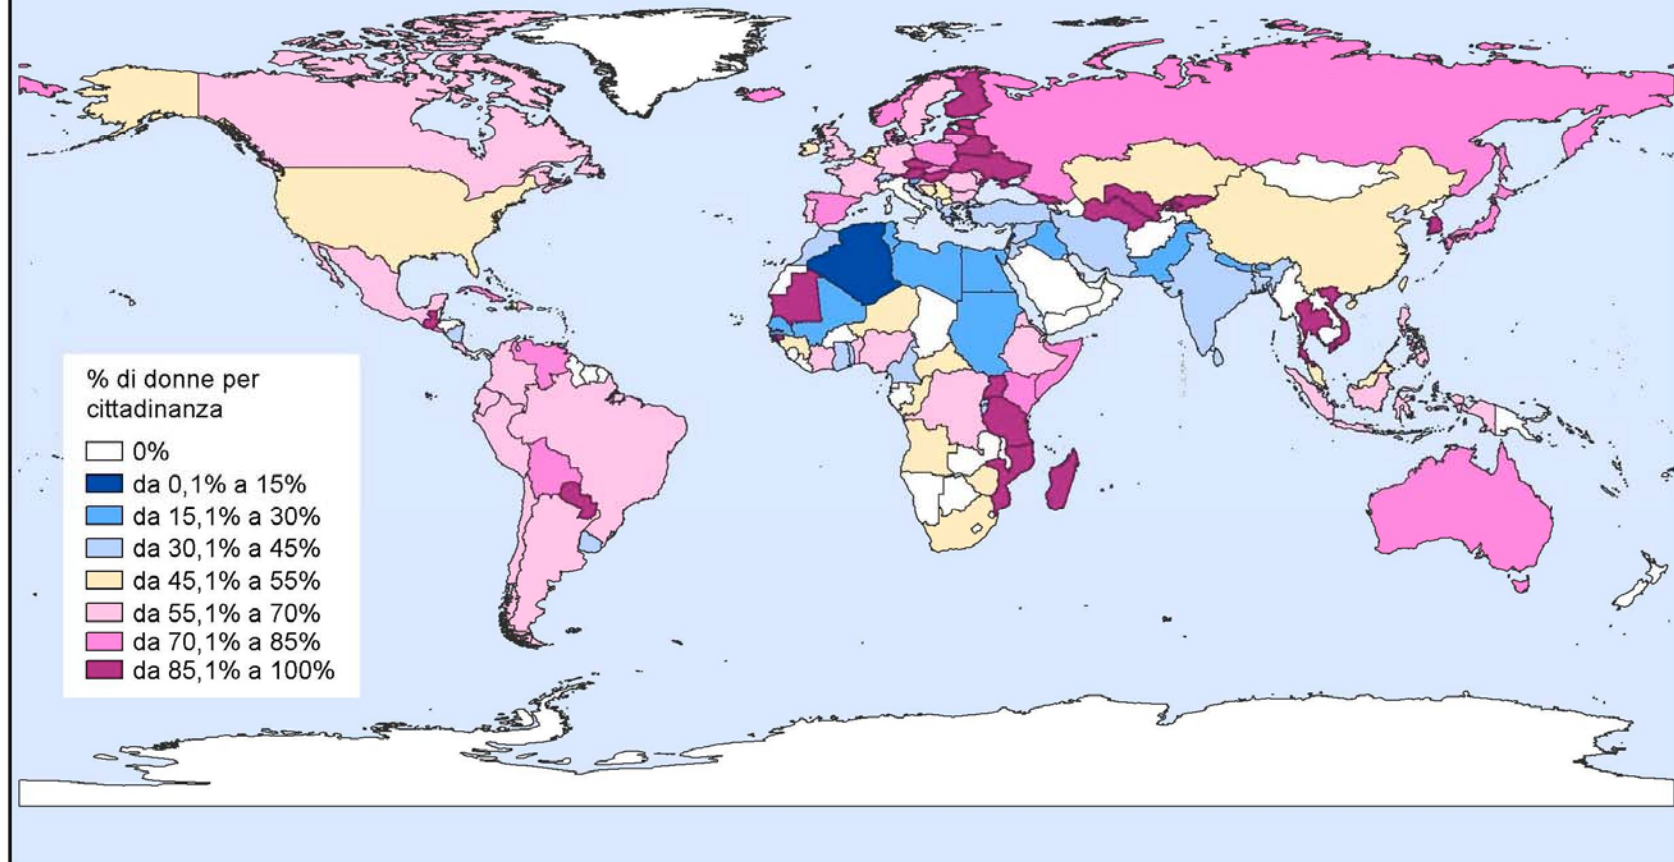 % di donne per
cittadinanza
0%
da 0,1% a 15%
da 15,1% a 30%
da 30,1% a 45%
da 45,1% a 55%
da 55,1% a 70%
da 70,1% a 85%
da 85,1% a 100%